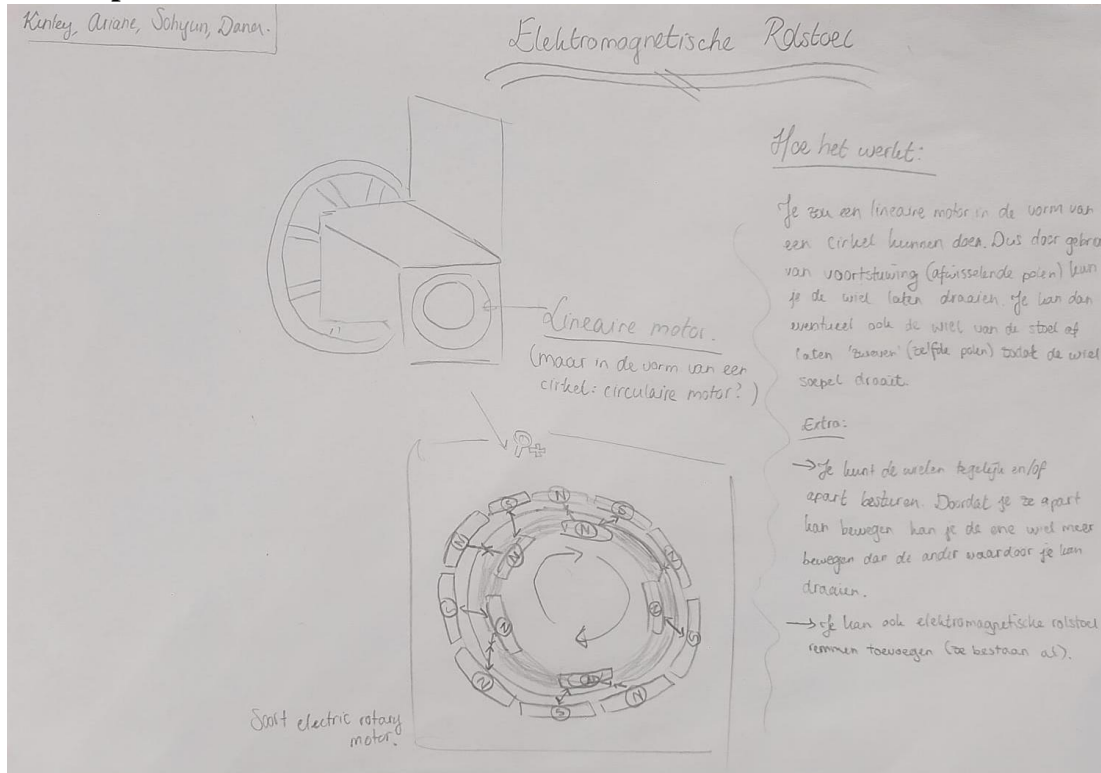 Kinley, Ariane, Sohyun, Dana.
Elektromagnetische Rolstoel
Hoe het werkt:
Je zou een lineaire motor in de vorm van
een cirkel kunnen doen. Dus door gebru
van voortstuwing (afwisselende polen) kun
je de wiel laten draaien. Je kan dan
eventueel ook de wiel van de stoel af
laten 'zweven' (zelfde polen) zodat de wiel
soepel draait.
Extra:
→ Je kunt de wielen tegelijk en/of
apart besturen. Doordat je ze apart
kan bewegen kan je de ene wiel meer
bewegen dan de ander waardoor je kan
draaien.
→ Je kan ook elektromagnetische rolstoel
remmen toevoegen (ze bestaan al).
Lineaire motor.
(maar in de vorm van een
cirkel: circulaire motor?)
S N S
N N N
N N S
S N
Soort electric rotary
motor.